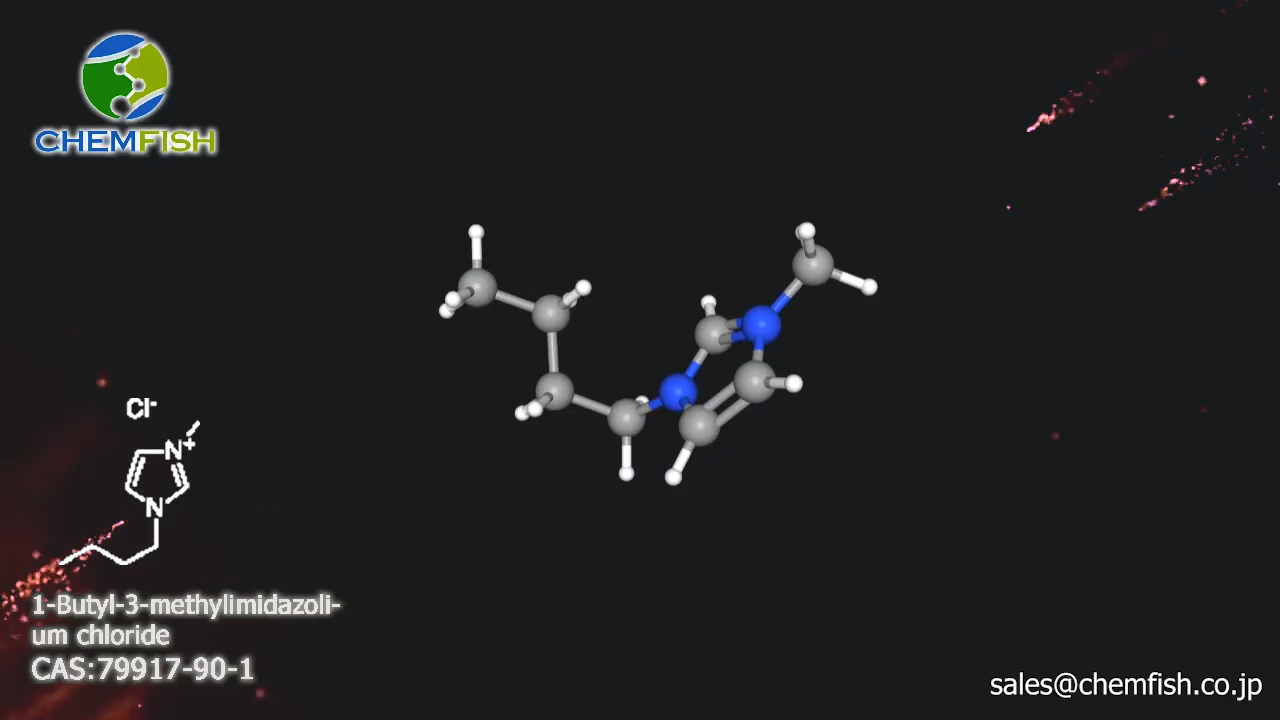 CHEMFISH
Cl-
N+
N
1-Butyl-3-methylimidazoli-
um chloride
CAS:79917-90-1
sales@chemfish.co.jp